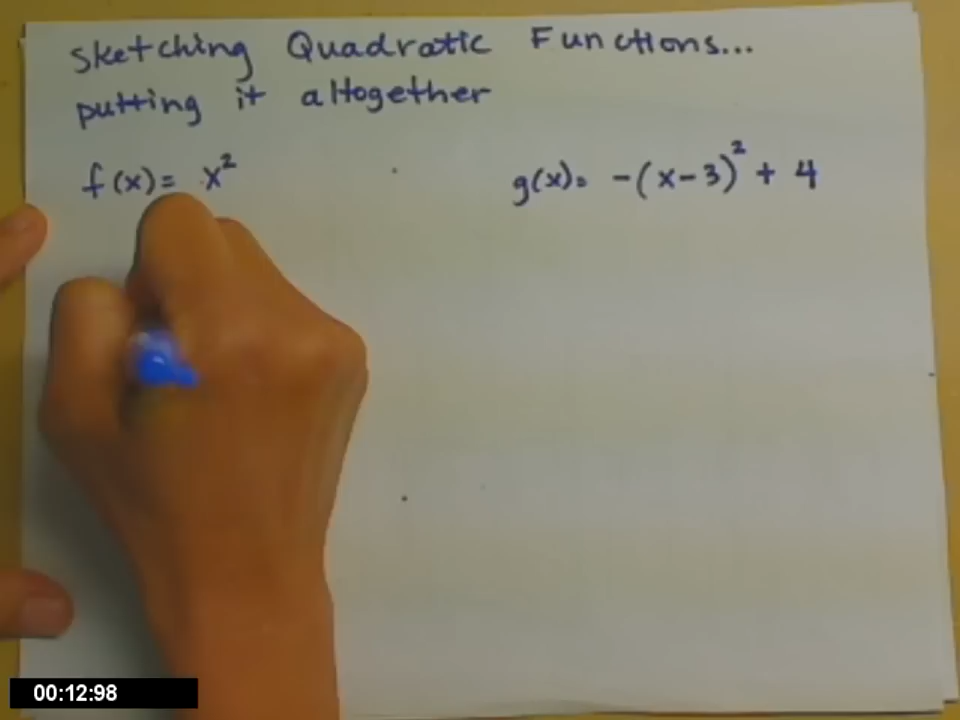 Sketching Quadratic Functions...
putting it altogether
f(x) = x²
g(x) = -(x-3)² + 4
00:12:98